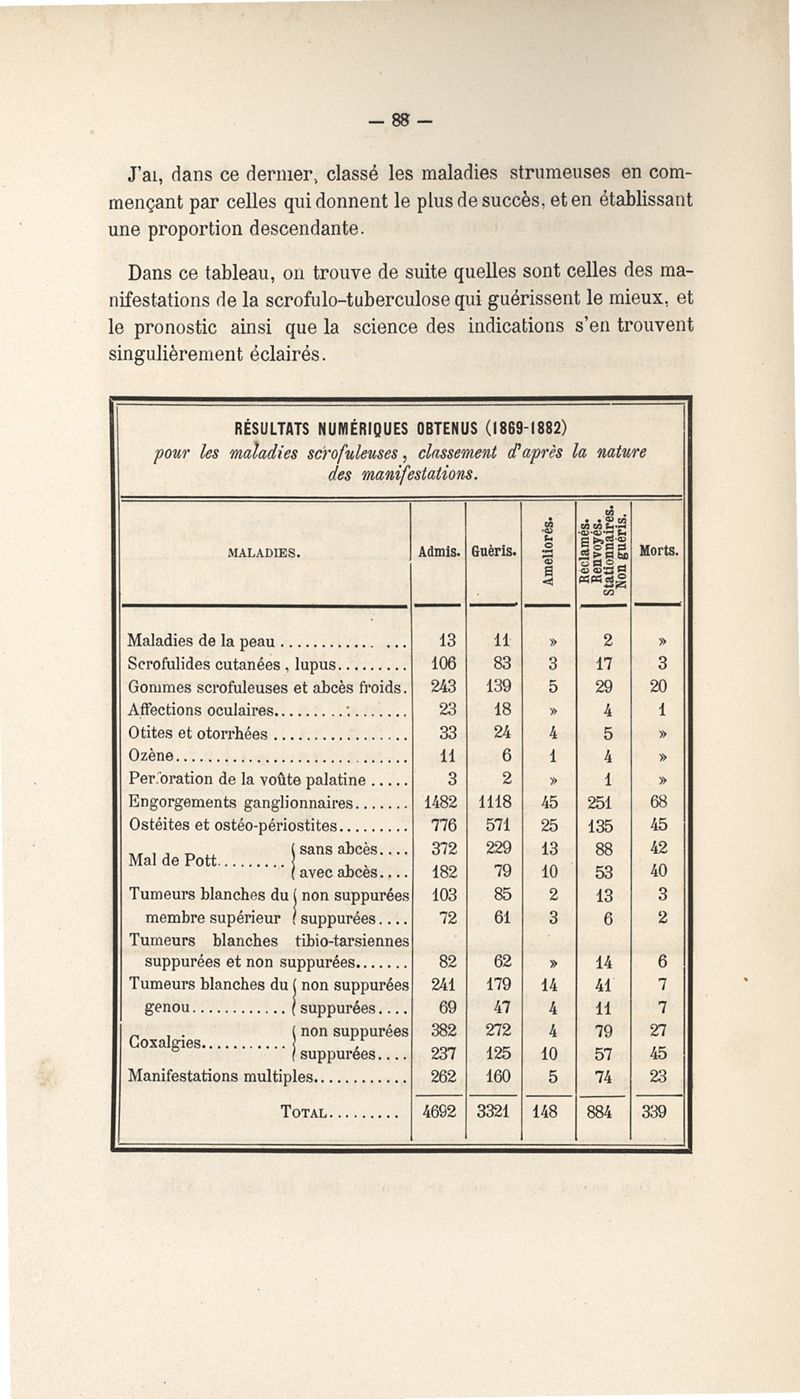 — 88 —
J'ai, dans ce dernier, classé les maladies strumeuses en com-
mençant par celles qui donnent le plus de succès, et en établissant
une proportion descendante.
Dans ce tableau, on trouve de suite quelles sont celles des ma-
nifestations de la scrofulo-tuberculose qui guérissent le mieux, et
le pronostic ainsi que la science des indications s'en trouvent
singulièrement éclairés.
RÉSULTATS NUMÉRIQUES OBTENUS (1869-1882)
pour les maladies scrofuleuses, classement d'après la nature
des manifestations.
MALADIES. Admis. Guéris. Améliorés. Réclamés. Renvoyés. Stationnaires. Non guéris. Morts.
Maladies de la peau ................ 13 11 » 2 »
Scrofulides cutanées, lupus......... 106 83 3 17 3
Gommes scrofuleuses et abcès froids. 243 139 5 29 20
Affections oculaires................ 23 18 » 4 1
Otites et otorrhées ................ 33 24 4 5 »
Ozène............................... 11 6 1 4 »
Perforation de la voûte palatine ..... 3 2 » 1 »
Engorgements ganglionnaires....... 1482 1118 45 251 68
Ostéites et ostéo-périostites......... 776 571 25 135 45
Mal de Pott......... { sans abcès.... 372 229 13 88 42
{ avec abcès.... 182 79 10 53 40
Tumeurs blanches du { non suppurées 103 85 2 13 3
membre supérieur { suppurées.... 72 61 3 6 2
Tumeurs blanches tibio-tarsiennes
suppurées et non suppurées....... 82 62 » 14 6
Tumeurs blanches du { non suppurées 241 179 14 41 7
genou............ { suppurées.... 69 47 4 11 7
Coxalgies........... { non suppurées 382 272 4 79 27
{ suppurées.... 237 125 10 57 45
Manifestations multiples............ 262 160 5 74 23
TOTAL......... 4692 3321 148 884 339